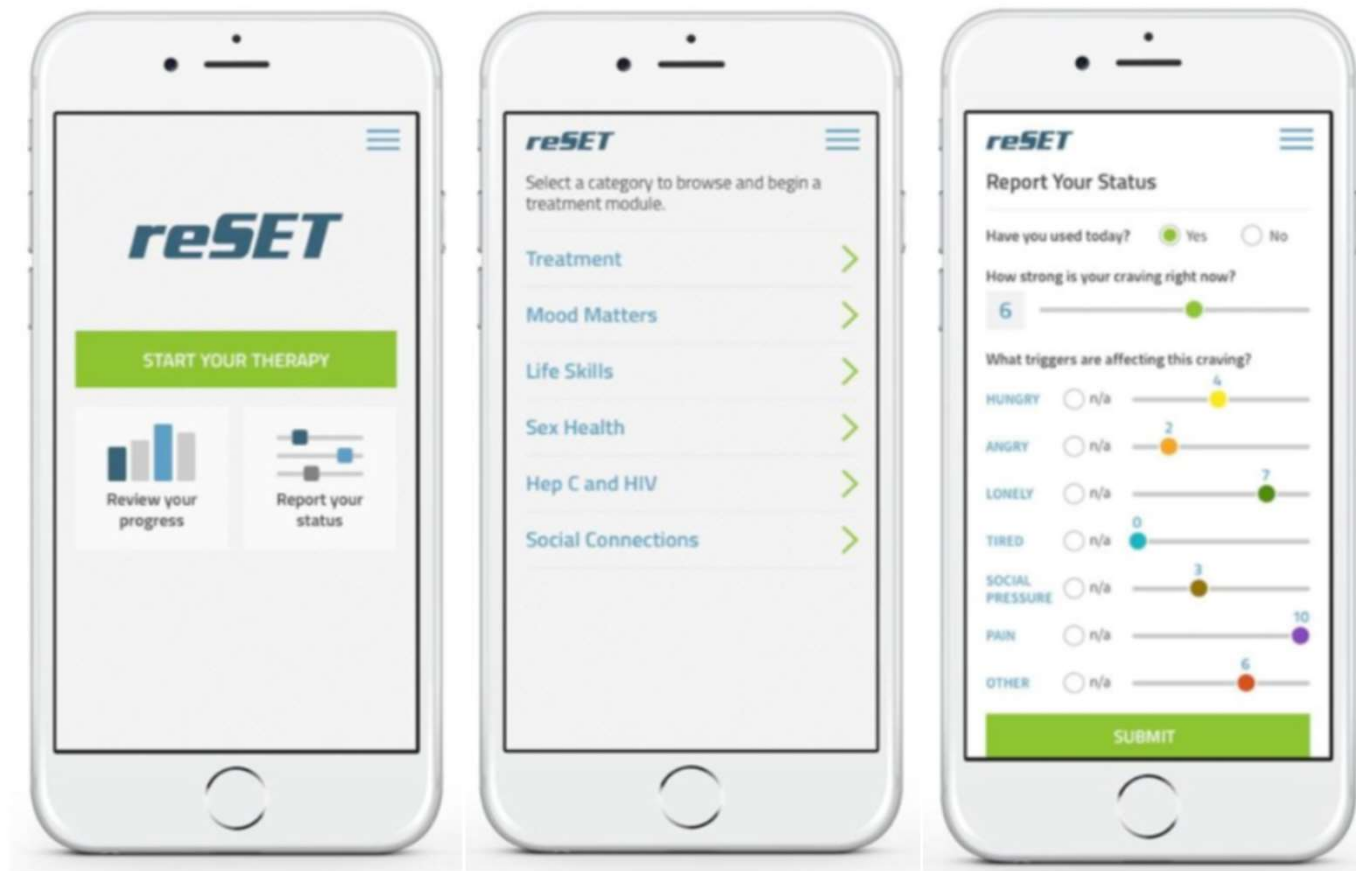 reSET
START YOUR THERAPY
Review your
progress
Report your
status
reSET
Select a category to browse and begin a
treatment module.
Treatment
Mood Matters
Life Skills
Sex Health
Hep C and HIV
Social Connections
reSET
Report Your Status
Have you used today? Yes No
How strong is your craving right now?
6
What triggers are affecting this craving?
4
HUNGRY n/a
2
ANGRY n/a
7
LONELY n/a
0
TIRED n/a
3
SOCIAL
PRESSURE n/a
10
PAIN n/a
6
OTHER n/a
SUBMIT